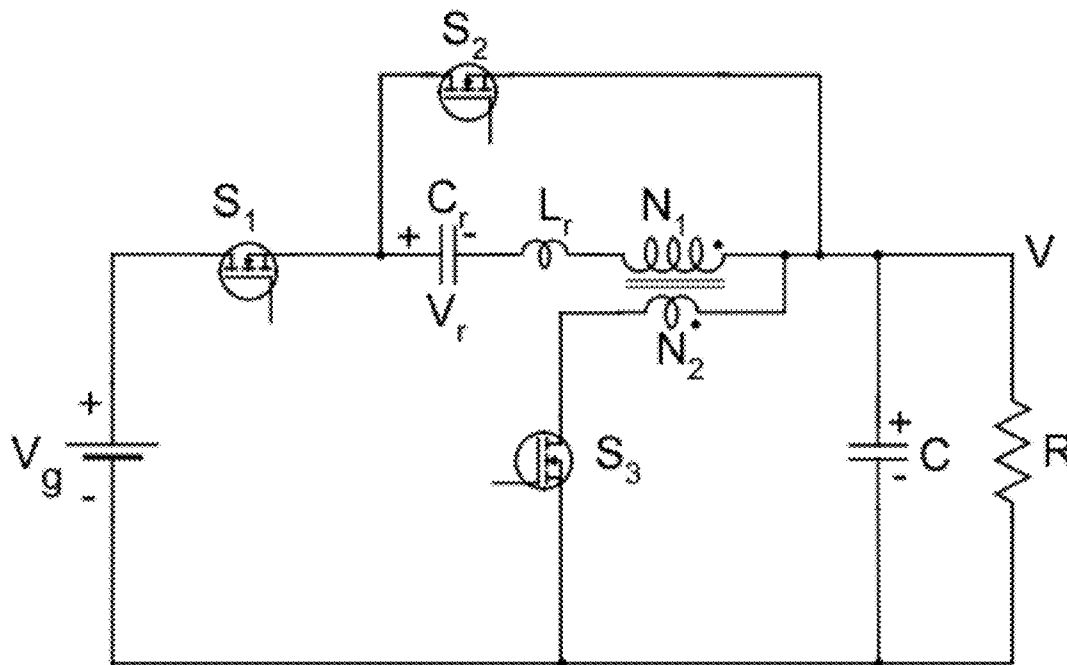 S2
S1
+
Cr
-
Lr
N1
V
Vr
N2
+
Vg
-
S3
+
C
-
R